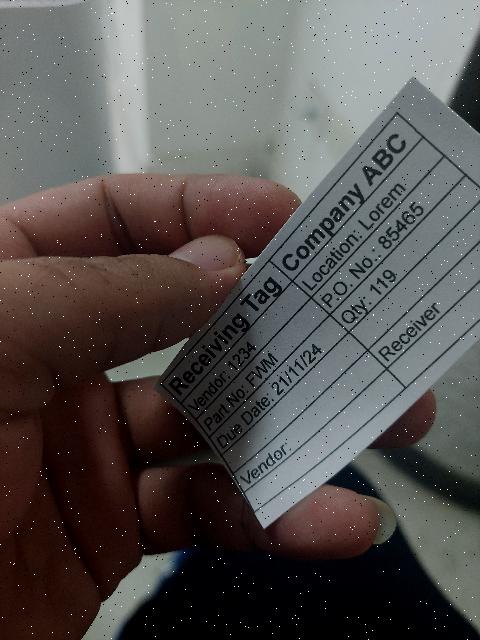 Receiving Tag Company ABC
Vendor: 1234 Location: Lorem
Part No: FWM P.O. No.: 85465
Due Date: 21/11/24 Qty: 119
Vendor: Receiver